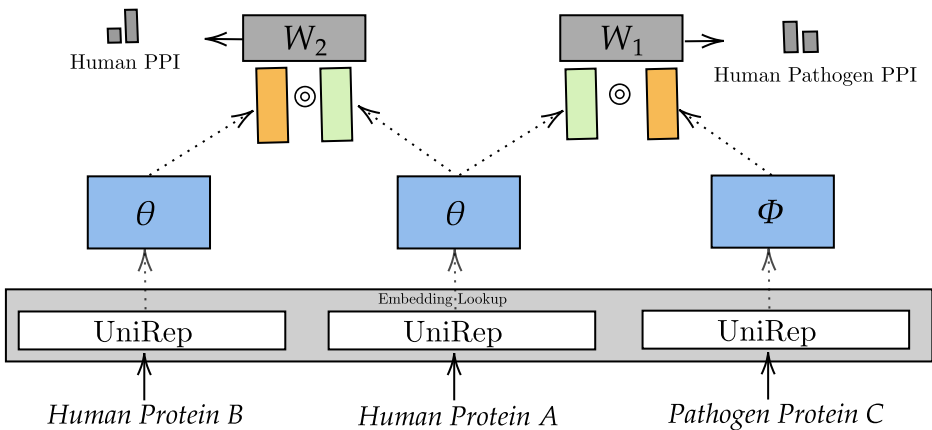 W₂
W₁
Human PPI
Human Pathogen PPI
θ
θ
Φ
Embedding·Lookup
UniRep
UniRep
UniRep
Human Protein B
Human Protein A
Pathogen Protein C